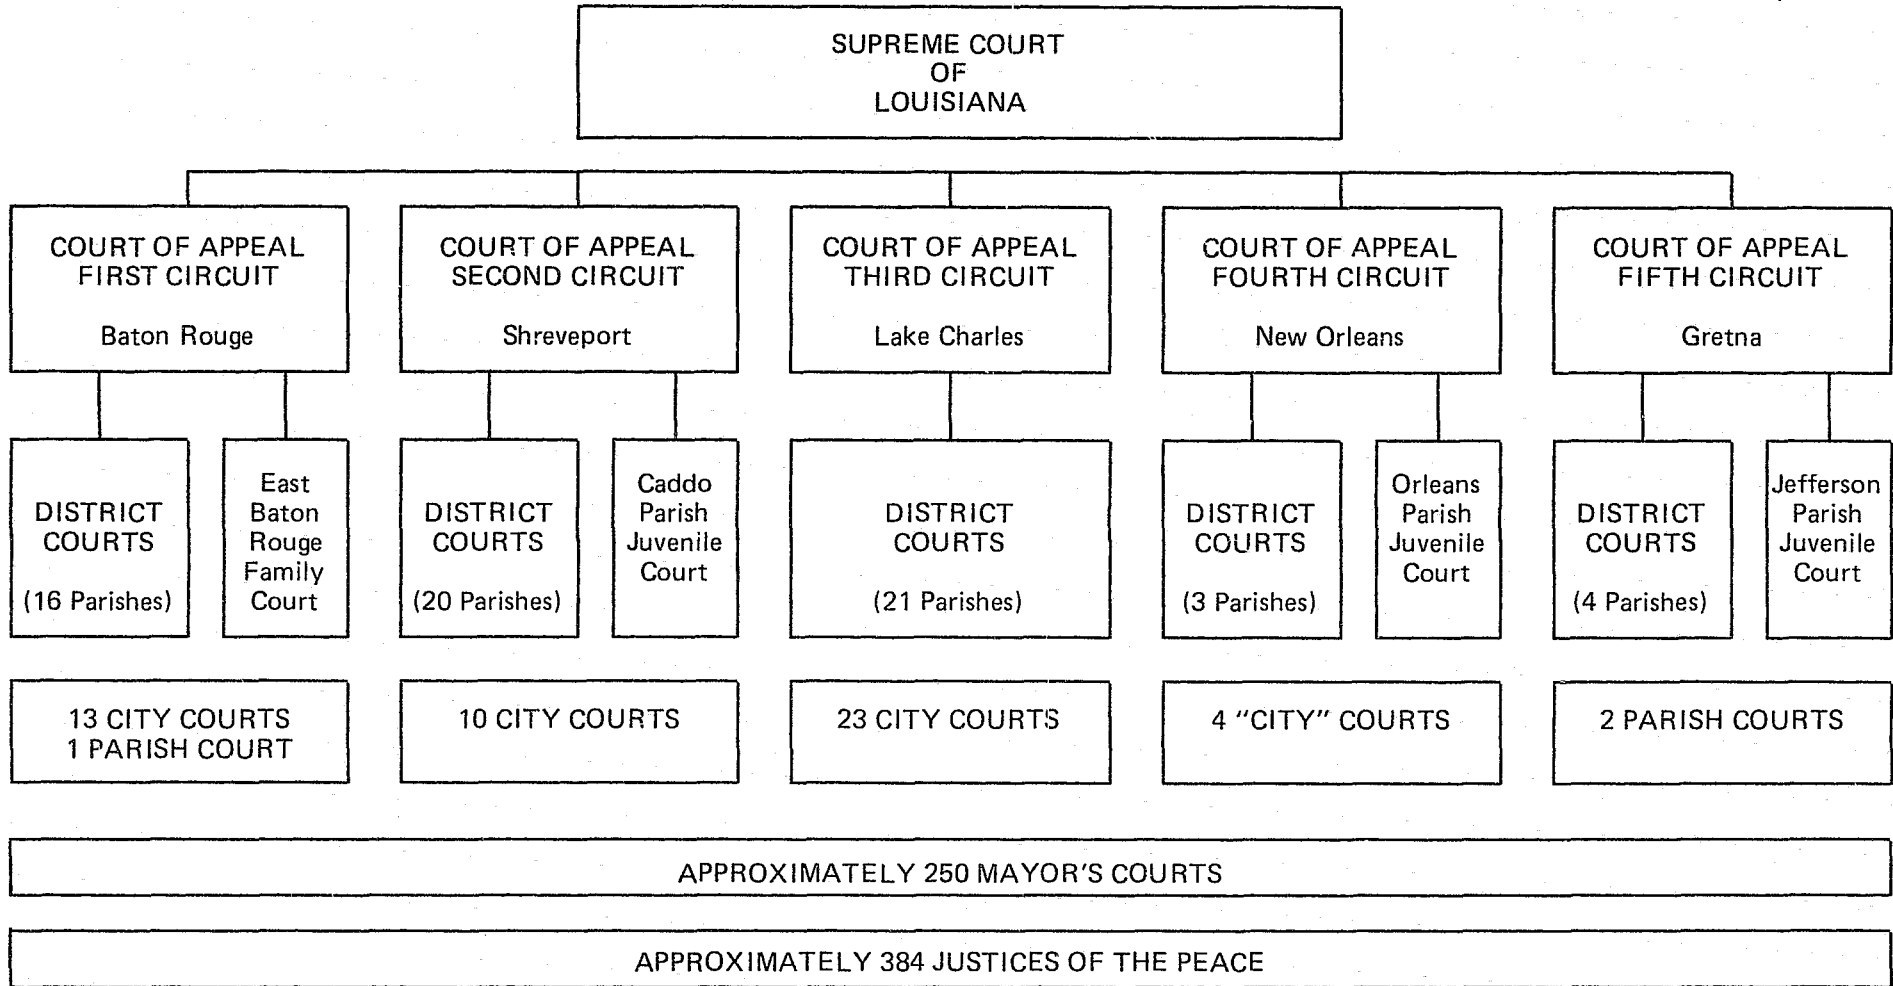 SUPREME COURT
OF
LOUISIANA
COURT OF APPEAL
FIRST CIRCUIT
Baton Rouge
COURT OF APPEAL
SECOND CIRCUIT
Shreveport
COURT OF APPEAL
THIRD CIRCUIT
Lake Charles
COURT OF APPEAL
FOURTH CIRCUIT
New Orleans
COURT OF APPEAL
FIFTH CIRCUIT
Gretna
DISTRICT
COURTS
(16 Parishes)
East
Baton
Rouge
Family
Court
DISTRICT
COURTS
(20 Parishes)
Caddo
Parish
Juvenile
Court
DISTRICT
COURTS
(21 Parishes)
DISTRICT
COURTS
(3 Parishes)
Orleans
Parish
Juvenile
Court
DISTRICT
COURTS
(4 Parishes)
Jefferson
Parish
Juvenile
Court
13 CITY COURTS
1 PARISH COURT
10 CITY COURTS
23 CITY COURTS
4 "CITY" COURTS
2 PARISH COURTS
APPROXIMATELY 250 MAYOR'S COURTS
APPROXIMATELY 384 JUSTICES OF THE PEACE